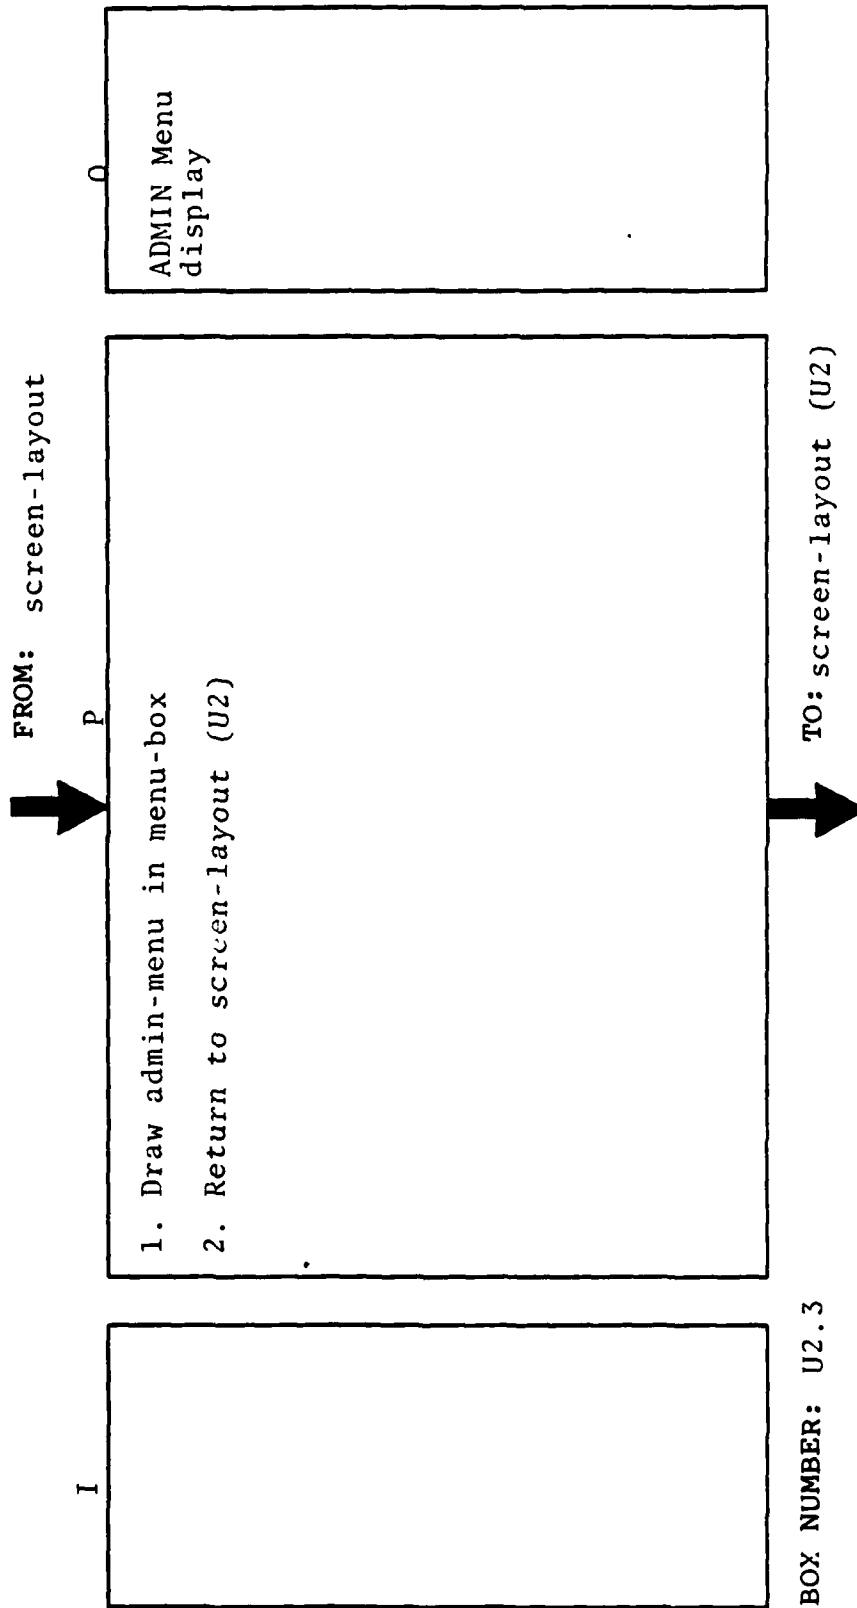 FROM: screen-layout
I
P
O
1. Draw admin-menu in menu-box
2. Return to screen-layout (U2)
ADMIN Menu
display
BOX NUMBER: U2.3
TO: screen-layout (U2)